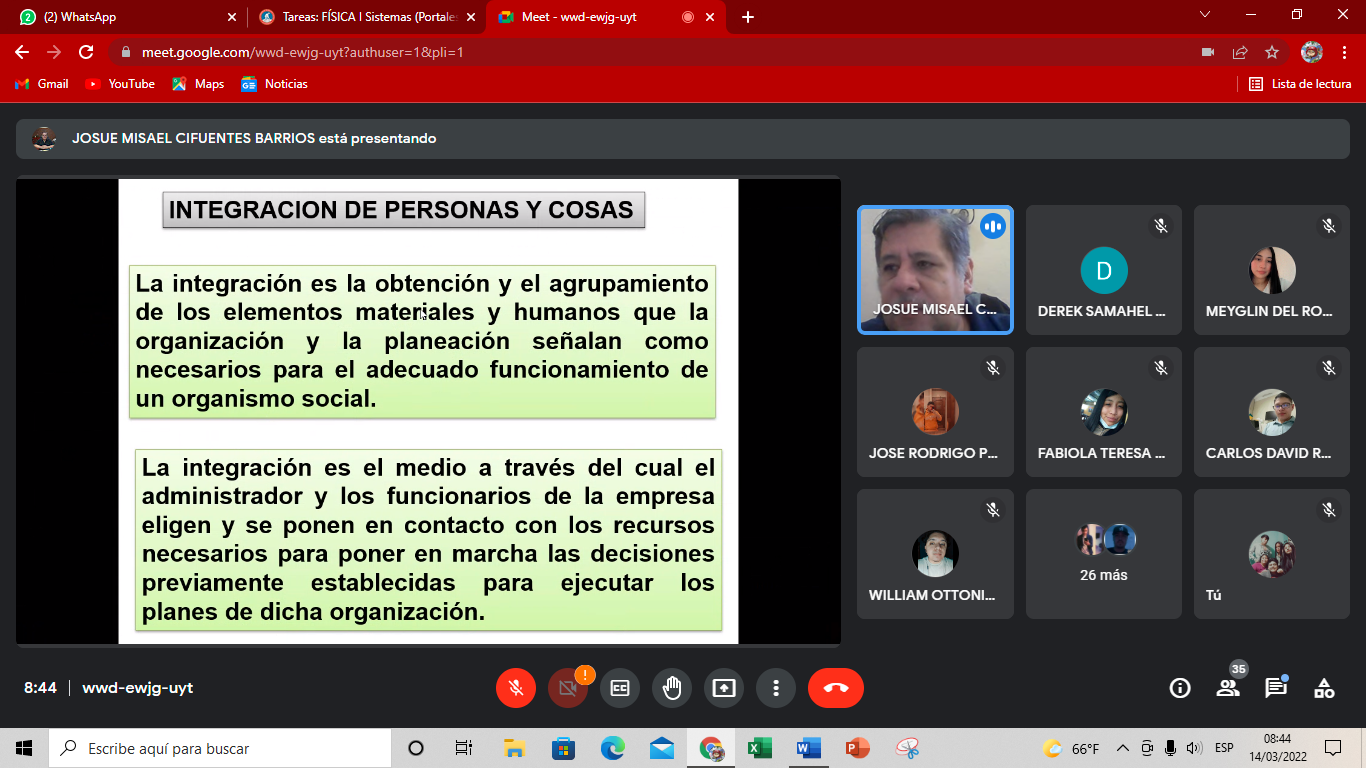 (2) WhatsApp
Tareas: FÍSICA I Sistemas (Portales
Meet - wwd-ewjg-uyt
meet.google.com/wwd-ewjg-uyt?authuser=1&pli=1
Gmail
YouTube
Maps
Noticias
Lista de lectura
JOSUE MISAEL CIFUENTES BARRIOS está presentando
INTEGRACION DE PERSONAS Y COSAS
La integración es la obtención y el agrupamiento
de los elementos materiales y humanos que la
organización y la planeación señalan como
necesarios para el adecuado funcionamiento de
un organismo social.
La integración es el medio a través del cual el
administrador y los funcionarios de la empresa
eligen y se ponen en contacto con los recursos
necesarios para poner en marcha las decisiones
previamente establecidas para ejecutar los
planes de dicha organización.
JOSUE MISAEL C...
D
DEREK SAMAHEL ...
MEYGLIN DEL RO...
JOSE RODRIGO P...
FABIOLA TERESA ...
CARLOS DAVID R...
WILLIAM OTTONI...
26 más
Tú
8:44 | wwd-ewjg-uyt
!
CC
35
Escribe aquí para buscar
66°F
ESP
08:44
14/03/2022